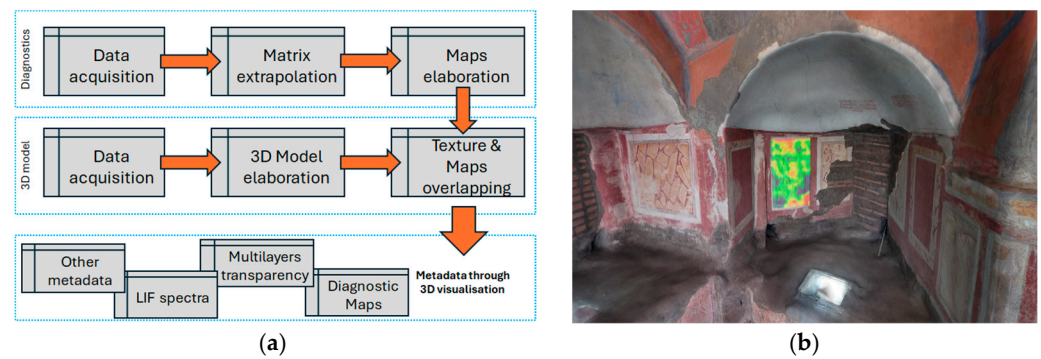 Diagnostics
Data
acquisition
Matrix
extrapolation
Maps
elaboration
3D model
Data
acquisition
3D Model
elaboration
Texture &
Maps
overlapping
Other
metadata
LIF spectra
Multilayers
transparency
Diagnostic
Maps
Metadata through
3D visualisation
(a)
(b)